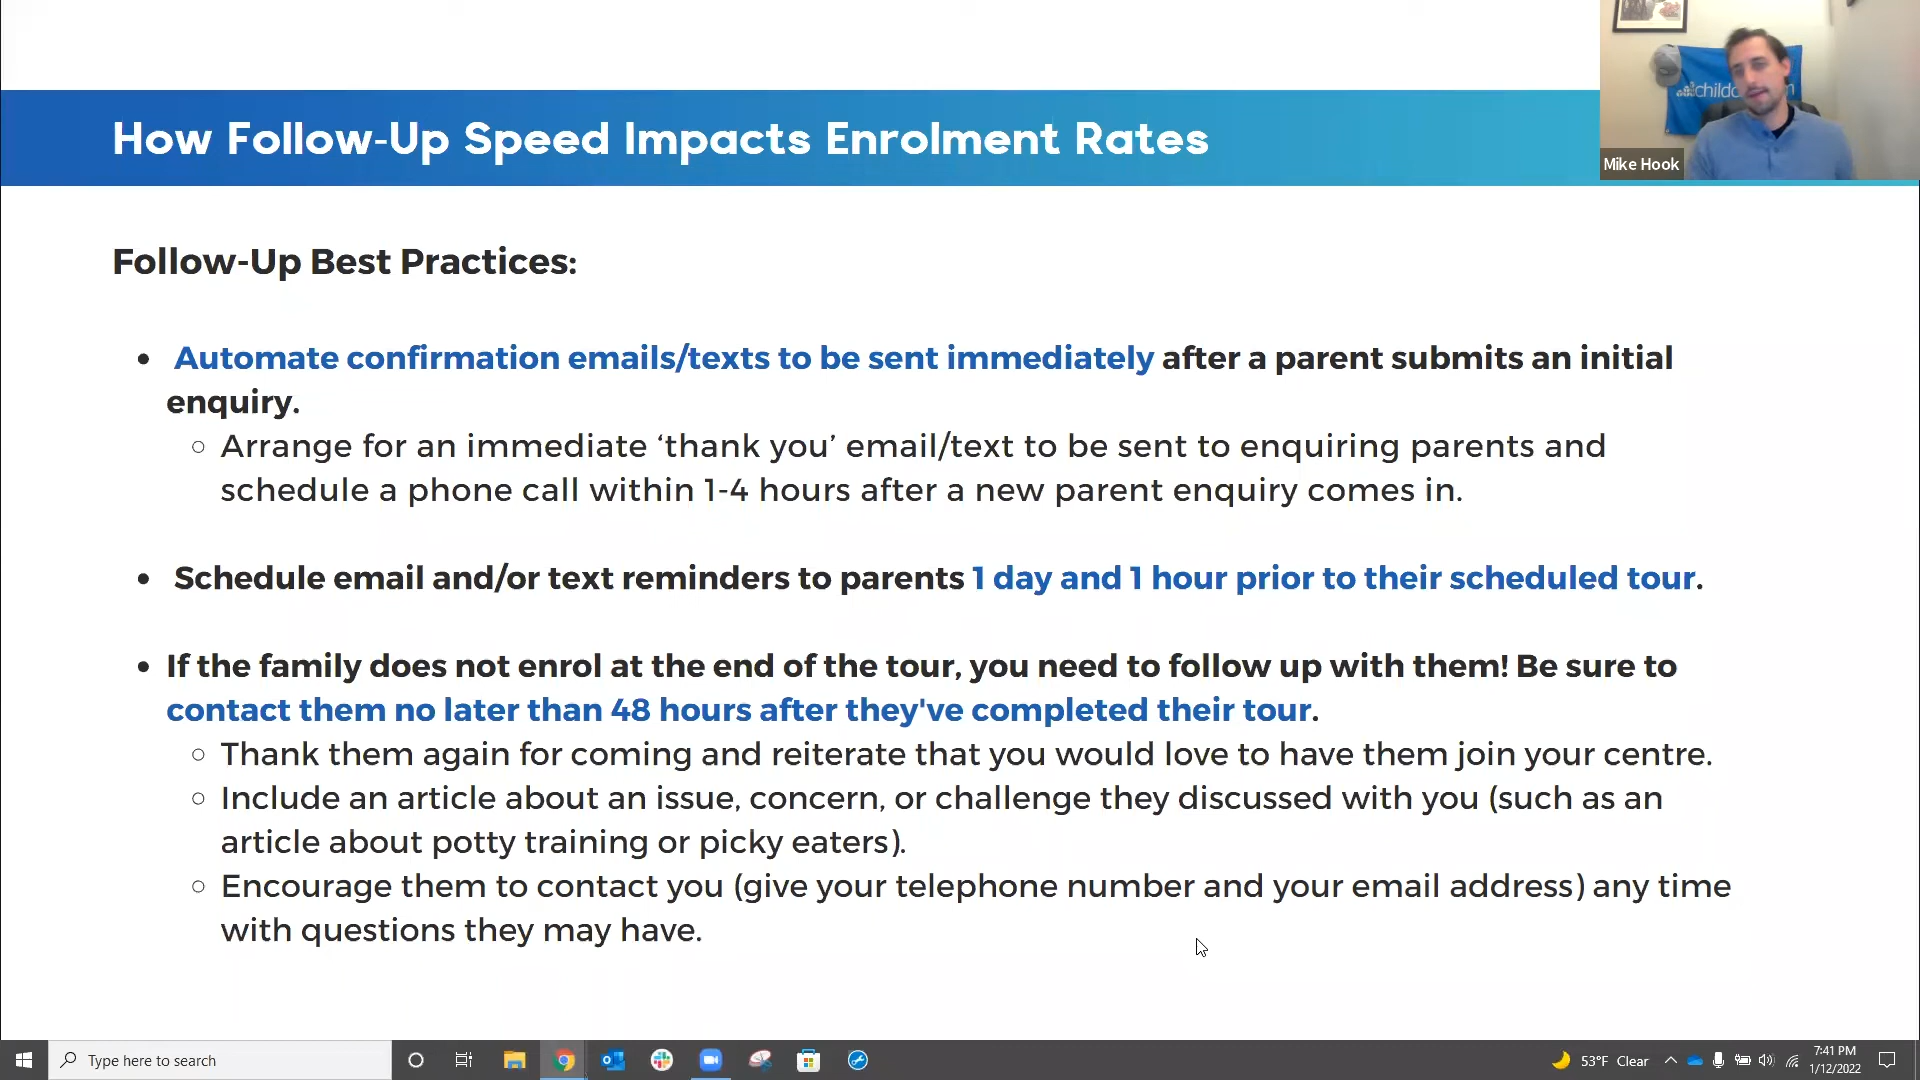 How Follow-Up Speed Impacts Enrolment Rates
Mike Hook
Follow-Up Best Practices:
• Automate confirmation emails/texts to be sent immediately after a parent submits an initial
enquiry.
○ Arrange for an immediate ‘thank you’ email/text to be sent to enquiring parents and
schedule a phone call within 1-4 hours after a new parent enquiry comes in.
• Schedule email and/or text reminders to parents 1 day and 1 hour prior to their scheduled tour.
• If the family does not enrol at the end of the tour, you need to follow up with them! Be sure to
contact them no later than 48 hours after they've completed their tour.
○ Thank them again for coming and reiterate that you would love to have them join your centre.
○ Include an article about an issue, concern, or challenge they discussed with you (such as an
article about potty training or picky eaters).
○ Encourage them to contact you (give your telephone number and your email address) any time
with questions they may have.
Type here to search
53°F Clear
7:41 PM
1/12/2022